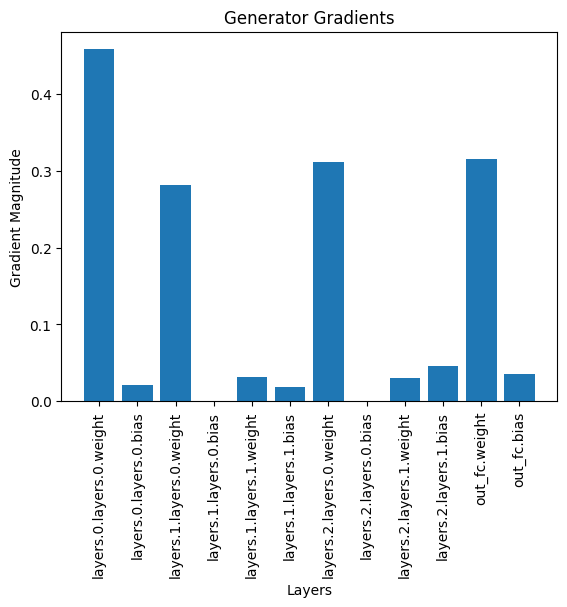 Generator Gradients
Gradient Magnitude
0.4
0.3
0.2
0.1
0.0
layers.0.layers.0.weight
layers.0.layers.0.bias
layers.1.layers.0.weight
layers.1.layers.0.bias
layers.1.layers.1.weight
layers.1.layers.1.bias
layers.2.layers.0.weight
layers.2.layers.0.bias
layers.2.layers.1.weight
layers.2.layers.1.bias
out_fc.weight
out_fc.bias
Layers